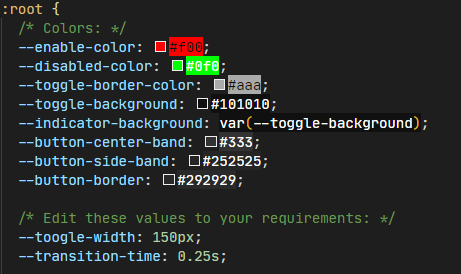 :root {
/* Colors: */
--enable-color: #f00;
--disabled-color: #0f0;
--toggle-border-color: #aaa;
--toggle-background: #101010;
--indicator-background: var(--toggle-background);
--button-center-band: #333;
--button-side-band: #252525;
--button-border: #292929;
/* Edit these values to your requirements: */
--toogle-width: 150px;
--transition-time: 0.25s;